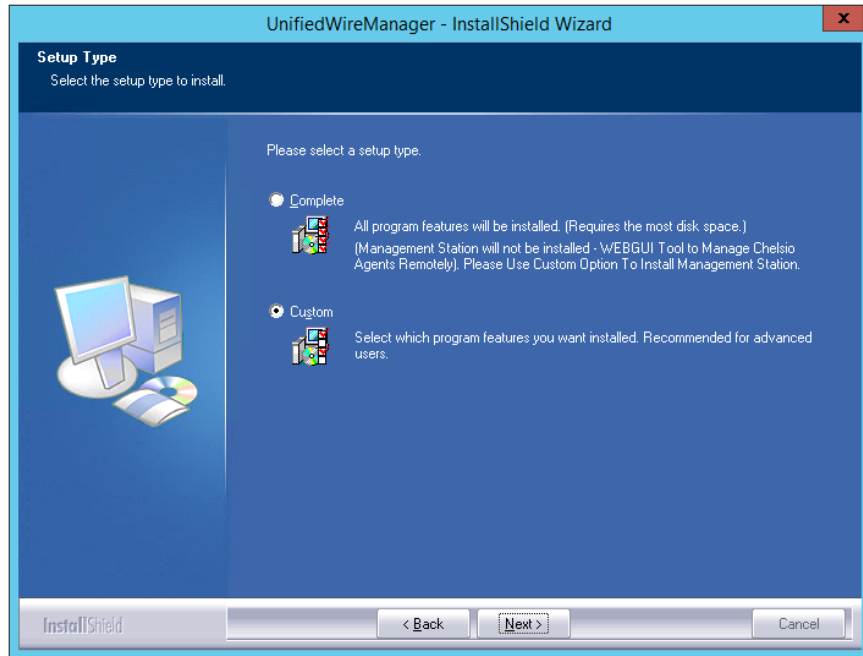 UnifiedWireManager - InstallShield Wizard
x
Setup Type
Select the setup type to install.
Please select a setup type.
Complete
All program features will be installed. (Requires the most disk space.)
(Management Station will not be installed - WEBGUI Tool to Manage Chelsio
Agents Remotely). Please Use Custom Option To Install Management Station.
Custom
Select which program features you want installed. Recommended for advanced
users.
InstallShield
< Back
Next >
Cancel